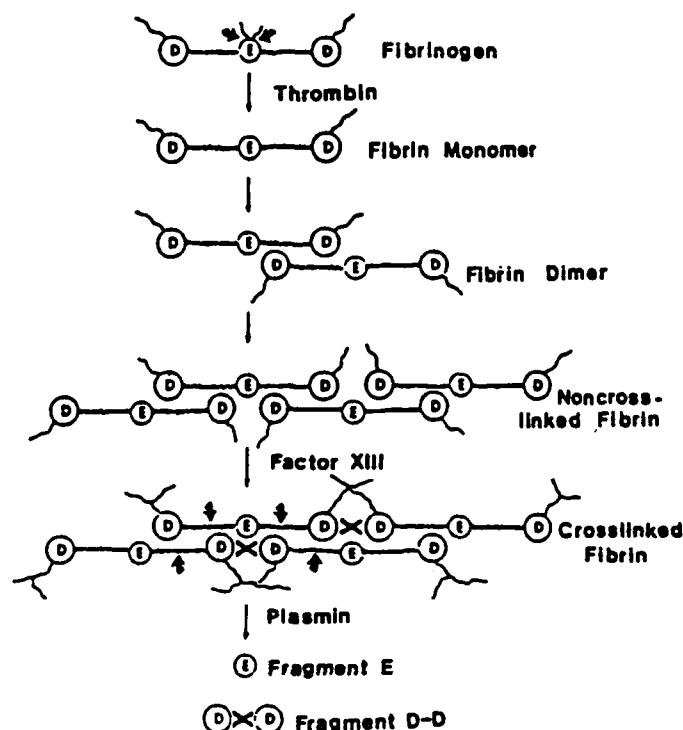 D E D Fibrinogen
Thrombin
D E D Fibrin Monomer
D E D
D E D Fibrin Dimer
D E D D E D
D E D D E D Noncross-
linked Fibrin
Factor XIII
D E D D E D Crosslinked
D E D D E D Fibrin
Plasmin
E Fragment E
D D Fragment D-D